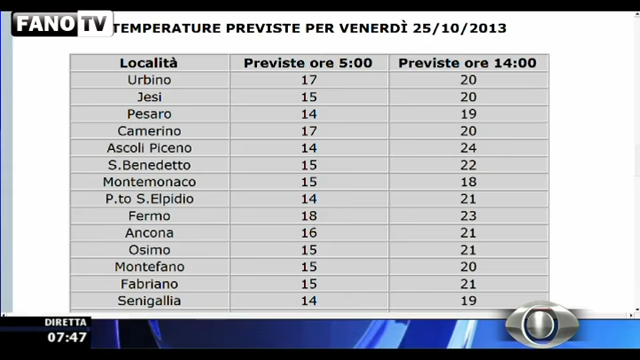 FANO TV
TEMPERATURE PREVISTE PER VENERDÌ 25/10/2013
Località Previste ore 5:00 Previste ore 14:00
Urbino 17 20
Jesi 15 20
Pesaro 14 19
Camerino 17 20
Ascoli Piceno 14 24
S.Benedetto 15 22
Montemonaco 15 18
P.to S.Elpidio 14 21
Fermo 18 23
Ancona 16 21
Osimo 15 21
Montefano 15 20
Fabriano 15 21
Senigallia 14 19
DIRETTA
07:47